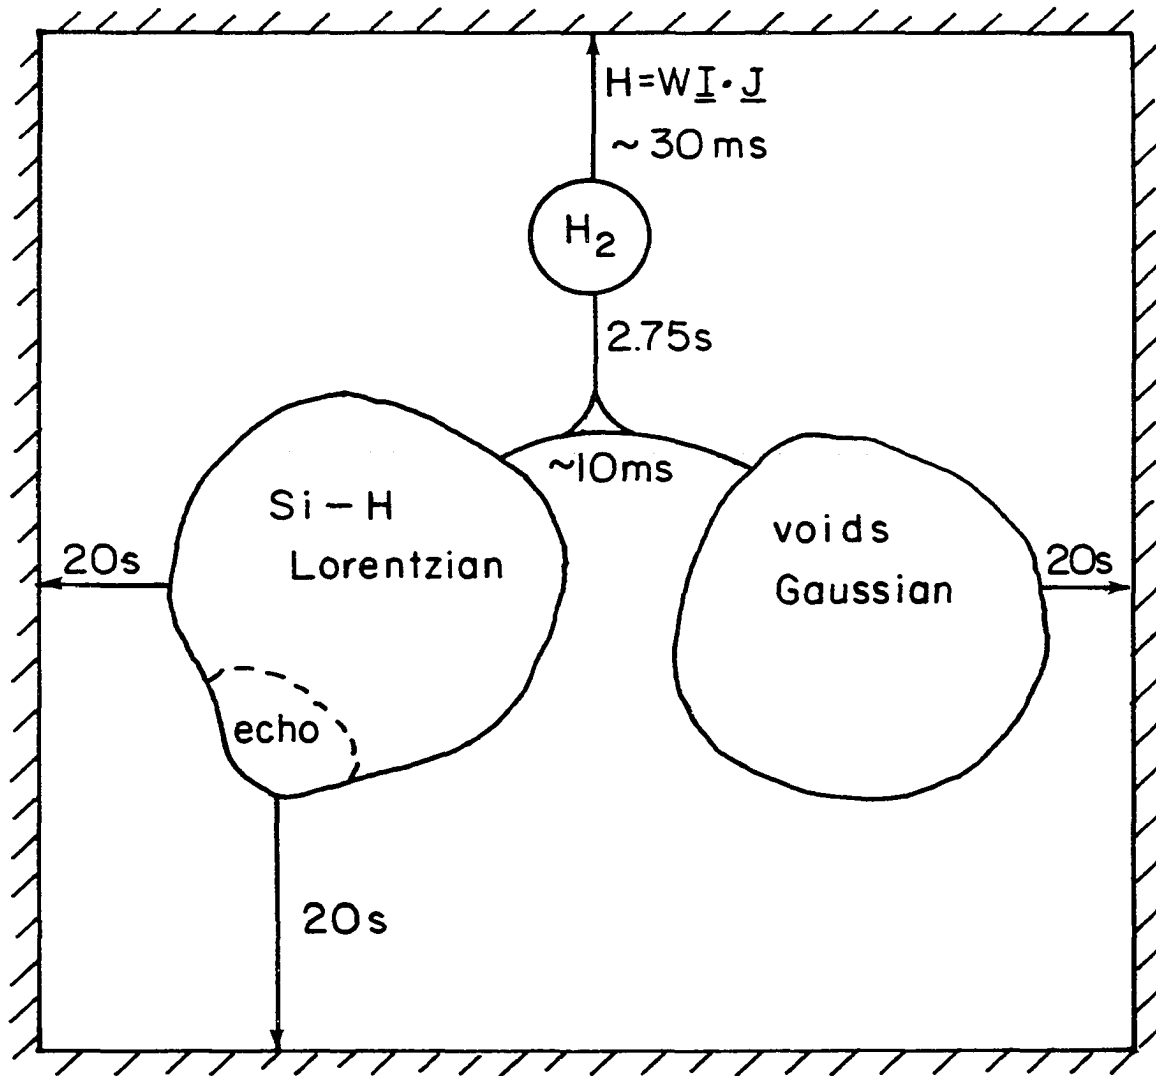 H=WI·J
~30ms
H2
2.75s
~10ms
Si-H
Lorentzian
voids
Gaussian
20s
20s
echo
20s